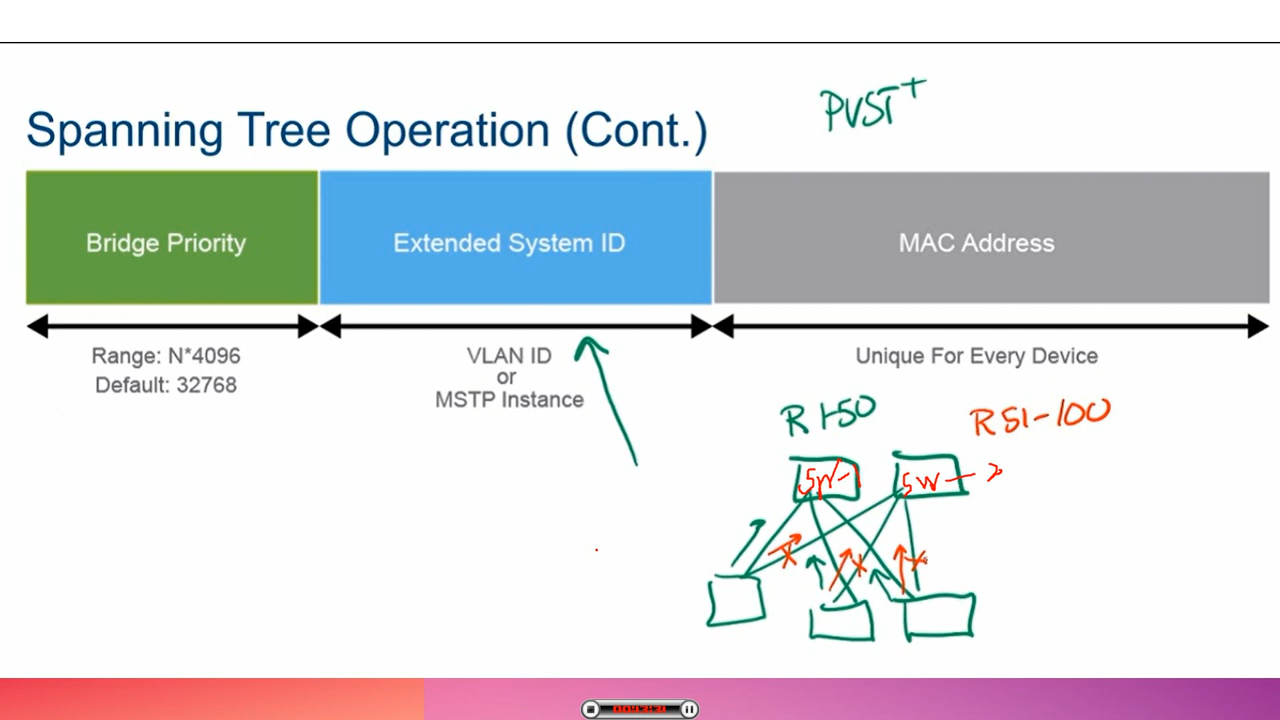 PVST+
Spanning Tree Operation (Cont.)
Bridge Priority
Extended System ID
MAC Address
Range: N*4096
Default: 32768
VLAN ID
or
MSTP Instance
Unique For Every Device
R 1-50
R 51-100
SW-1
SW-2
X
X
X